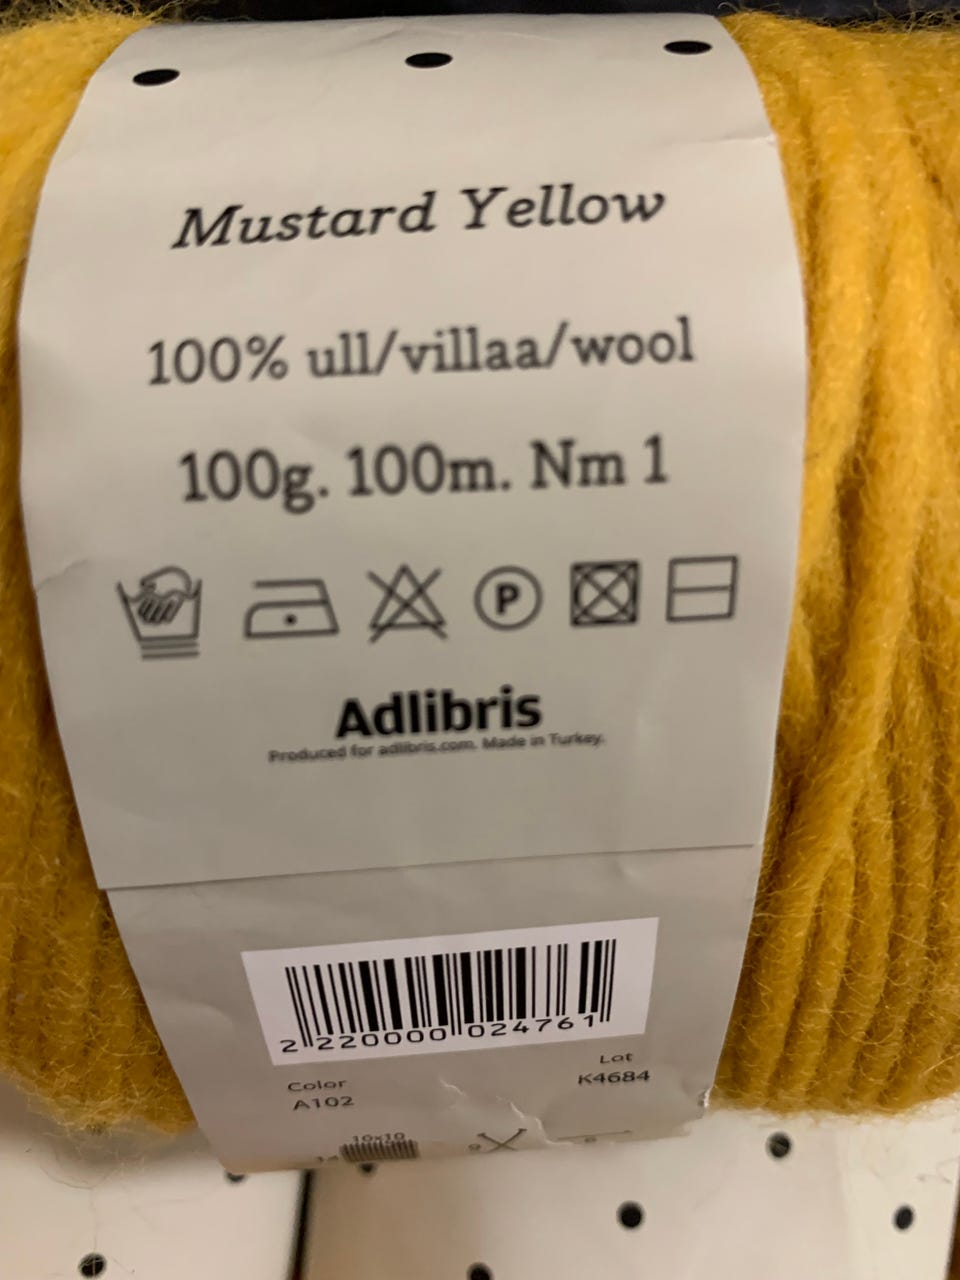 Mustard Yellow
100% ull/villaa/wool
100g. 100m. Nm 1
P
Adlibris
Produced for adlibris.com. Made in Turkey.
2 220000 024761
Color
A102
Lot
K4684
10x10